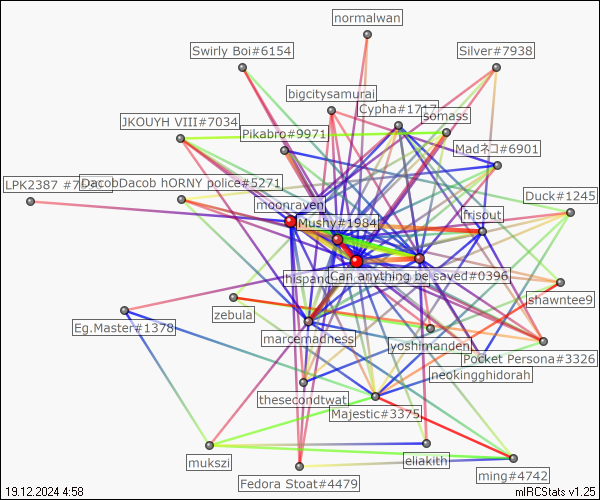 normalwan
Swirly Boi#6154
Silver#7938
bigcitysamurai
Cypha#1717
somass
JKOUYH VIII#7034
Pikabro#9971
Madネコ#6901
LPK2387
DacobDacob hORNY police#5271
Duck#1245
moonraven
frisout
Mushy#1984
hispano
Can anything be saved#0396
shawntee9
zebula
Eg.Master#1378
marcemadness
yoshimanden
Pocket Persona#3326
neokingghidorah
thesecondtwat
Majestic#3375
mukszi
eliakith
ming#4742
Fedora Stoat#4479
19.12.2024 4:58
mIRCStats v1.25